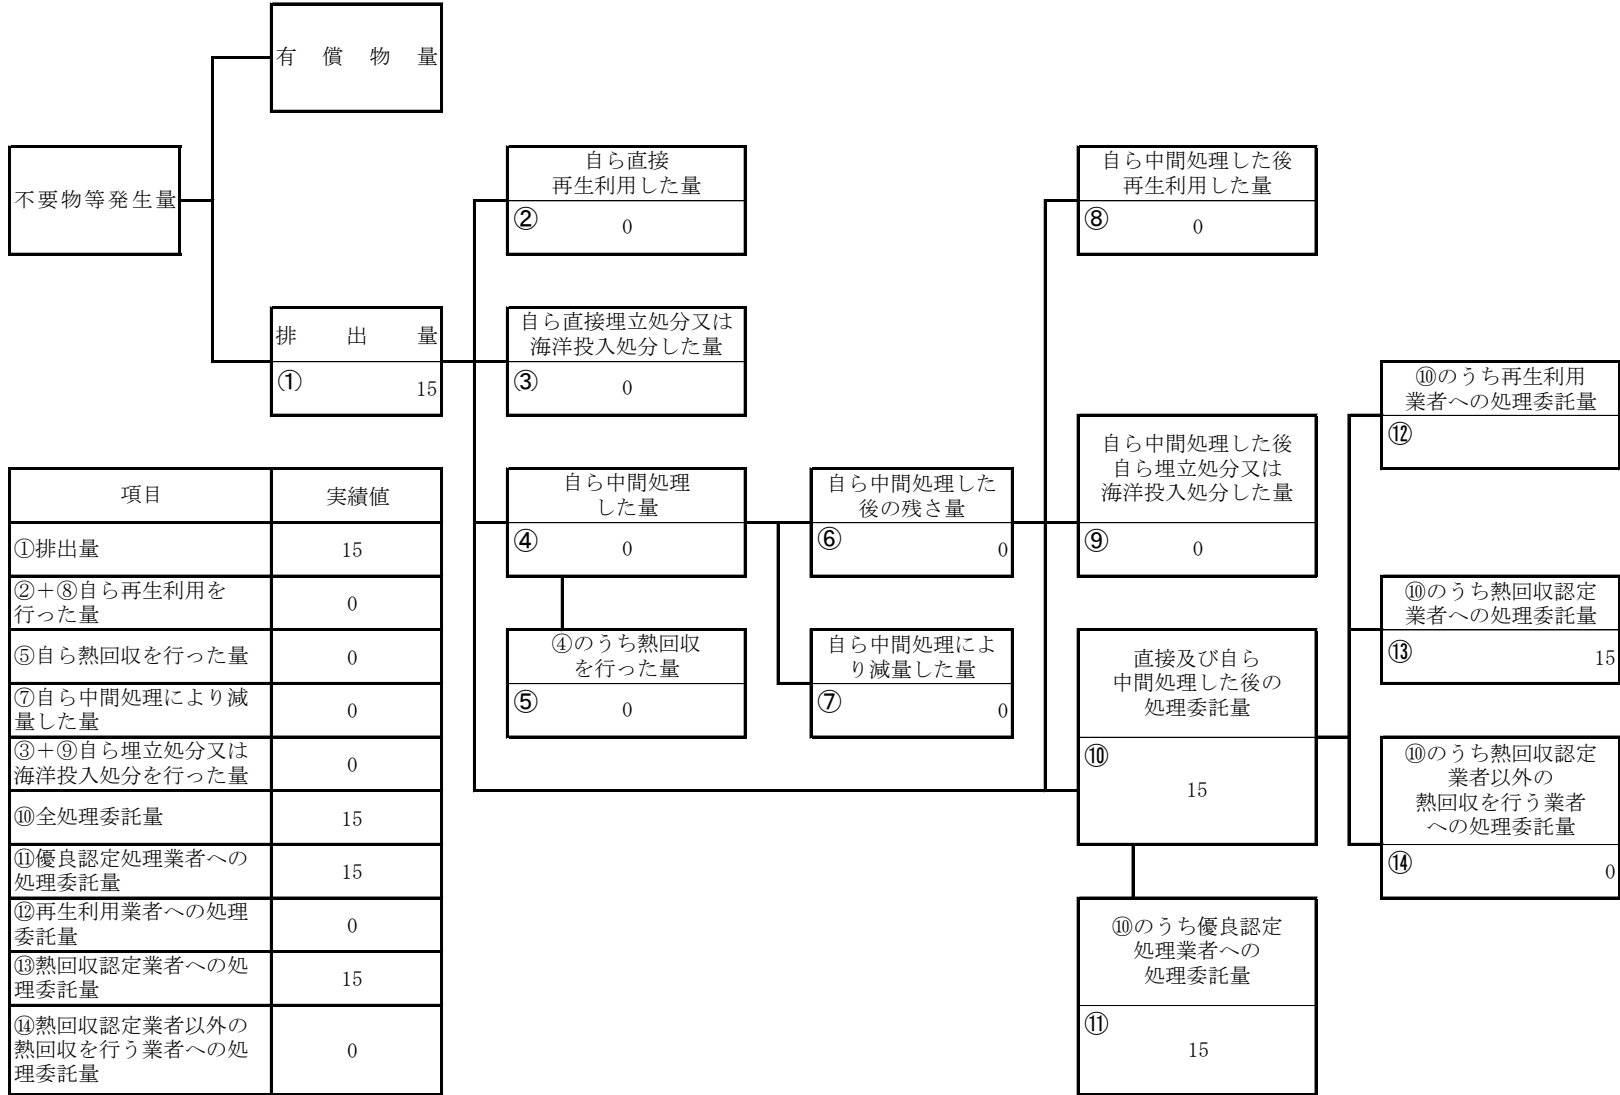 有償物量
不要物等発生量
排出量
① 15
自ら直接
再生利用した量
② 0
自ら直接埋立処分又は
海洋投入処分した量
③ 0
自ら中間処理
した量
④ 0
④のうち熱回収
を行った量
⑤ 0
自ら中間処理した
後の残さ量
⑥ 0
自ら中間処理によ
り減量した量
⑦ 0
自ら中間処理した後
再生利用した量
⑧ 0
自ら中間処理した後
自ら埋立処分又は
海洋投入処分した量
⑨ 0
直接及び自ら
中間処理した後の
処理委託量
⑩
15
⑩のうち優良認定
処理業者への
処理委託量
⑪
15
⑩のうち再生利用
業者への処理委託量
⑫
⑩のうち熱回収認定
業者への処理委託量
⑬ 15
⑩のうち熱回収認定
業者以外の
熱回収を行う業者
への処理委託量
⑭ 0
項目 実績値
①排出量 15
②+⑧自ら再生利用を
行った量 0
⑤自ら熱回収を行った量 0
⑦自ら中間処理により減
量した量 0
③+⑨自ら埋立処分又は
海洋投入処分を行った量 0
⑩全処理委託量 15
⑪優良認定処理業者への
処理委託量 15
⑫再生利用業者への処理
委託量 0
⑬熱回収認定業者への処
理委託量 15
⑭熱回収認定業者以外の
熱回収を行う業者への処
理委託量 0